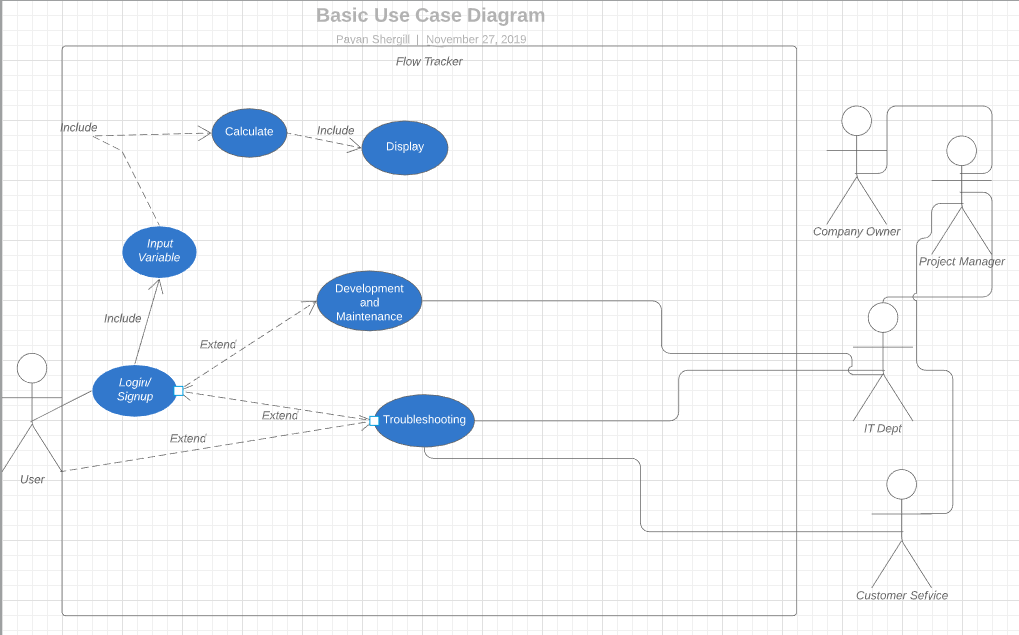 Basic Use Case Diagram
Payan Shergill | November 27, 2019
Flow Tracker
Include
Calculate
Include
Display
Company Owner
Project Manager
Input
Variable
Include
Development
and
Maintenance
Extend
Login/
Signup
Extend
Troubleshooting
Extend
IT Dept
User
Customer Service